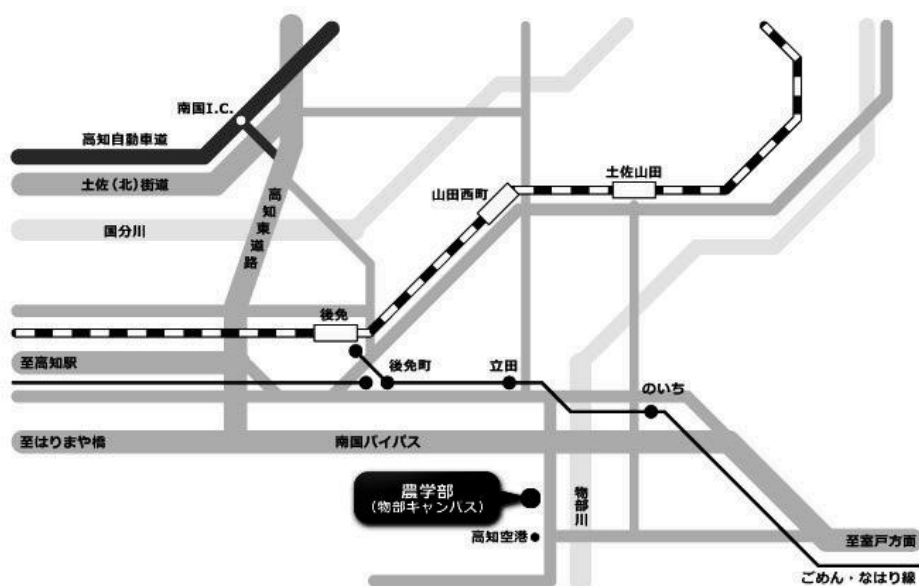 南国I.C.
高知自動車道
土佐(北)街道
高知東道路
国分川
山田西町
土佐山田
後免
至高知駅
後免町
立田
のいち
至はりまや橋
南国バイパス
農学部
(物部キャンパス)
物部川
高知空港
至室戸方面
ごめん・なはり線